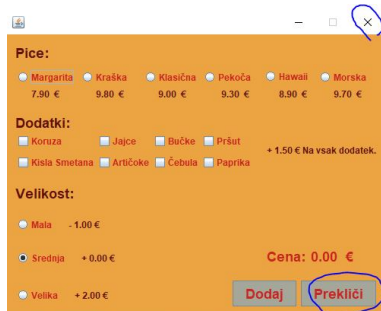 Pice:
Margarita Kraška Klasična Pekoča Hawaii Morska
7.90 € 9.80 € 9.00 € 9.30 € 8.90 € 9.70 €
Dodatki:
Koruza Jajce Bučke Pršut
+ 1.50 € Na vsak dodatek.
Kisla Smetana Artičoke Čebula Paprika
Velikost:
Mala - 1.00 €
Srednja + 0.00 €
Cena: 0.00 €
Velika + 2.00 €
Dodaj Prekliči